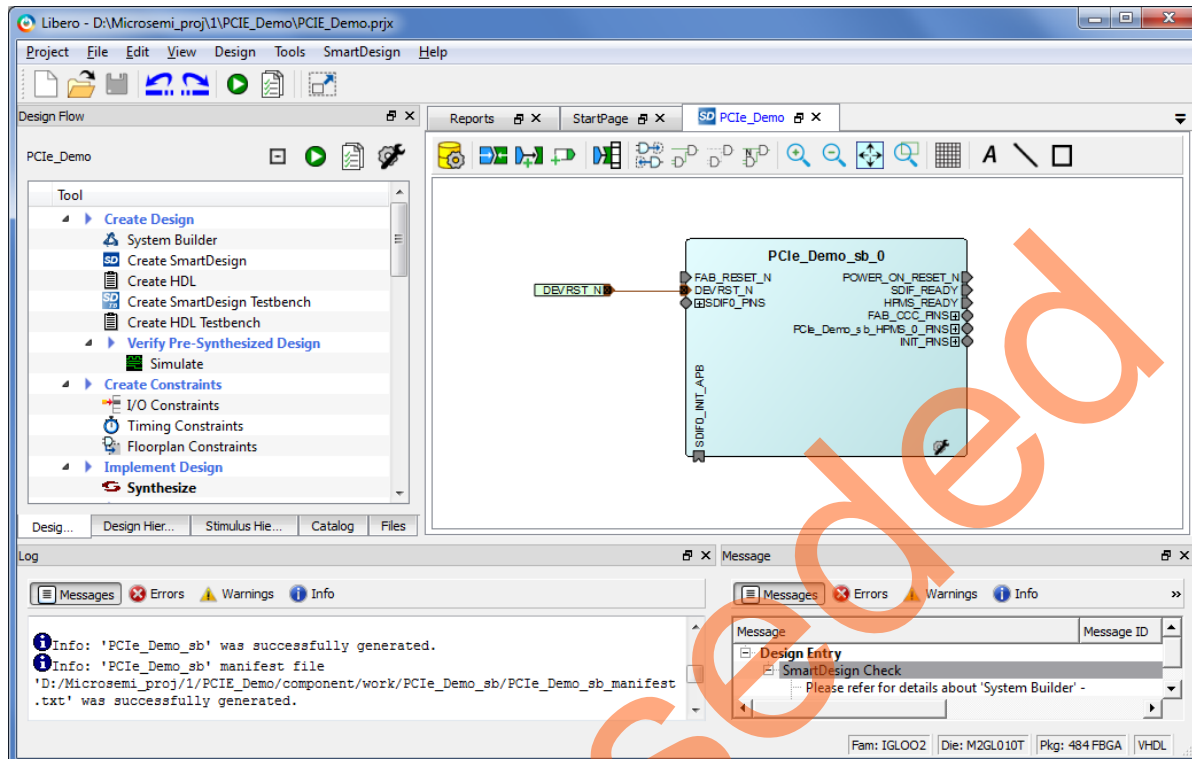 Libero - D:\Microsemi_proj\1\PCIE_Demo\PCIE_Demo.prjx
Project File Edit View Design Tools SmartDesign Help
Design Flow
Reports StartPage SD PCIe_Demo
PCIe_Demo
A
Tool
Create Design
System Builder
SD Create SmartDesign
Create HDL
Create SmartDesign Testbench
Create HDL Testbench
Verify Pre-Synthesized Design
Simulate
Create Constraints
I/O Constraints
Timing Constraints
Floorplan Constraints
Implement Design
Synthesize
Desig... Design Hier... Stimulus Hie... Catalog Files
DEVRST_N
PCIe_Demo_sb_0
FAB_RESET_N
DEVRST_N
SDIF0_PINS
POWER_ON_RESET_N
SDIF_READY
HPMS_READY
FAB_CCC_PINS
PCIe_Demo_sb_HPMS_0_PINS
INIT_PINS
SDIF0_INIT_APB
Log
Messages Errors Warnings Info
Info: 'PCIe_Demo_sb' was successfully generated.
Info: 'PCIe_Demo_sb' manifest file
'D:/Microsemi_proj/1/PCIE_Demo/component/work/PCIe_Demo_sb/PCIe_Demo_sb_manifest
.txt' was successfully generated.
Message
Messages Errors Warnings Info »
Message Message ID
Design Entry
SmartDesign Check
Please refer for details about 'System Builder' -
Fam: IGLOO2 Die: M2GL010T Pkg: 484 FBGA VHDL
seded